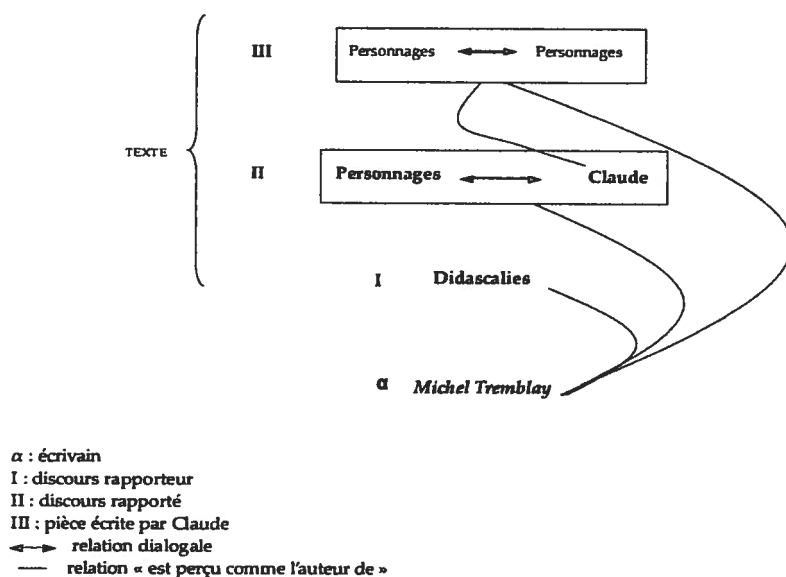 III Personnages Personnages
TEXTE
II Personnages Claude
I Didascalies
α Michel Tremblay
α : écrivain
I : discours rapporteur
II : discours rapporté
III : pièce écrite par Claude
relation dialogale
relation « est perçu comme l'auteur de »